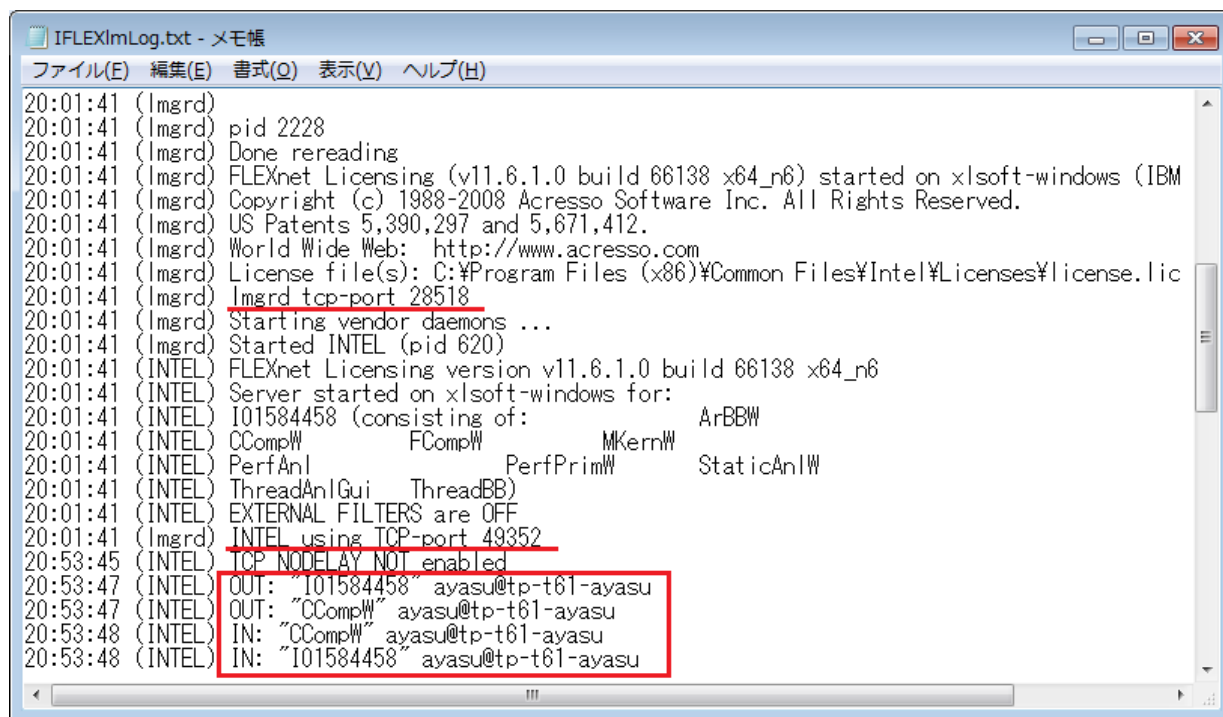 IFLEXlmLog.txt - メモ帳
ファイル(F) 編集(E) 書式(O) 表示(V) ヘルプ(H)
20:01:41 (lmgrd)
20:01:41 (lmgrd) pid 2228
20:01:41 (lmgrd) Done rereading
20:01:41 (lmgrd) FLEXnet Licensing (v11.6.1.0 build 66138 x64_n6) started on xlsoft-windows (IBM
20:01:41 (lmgrd) Copyright (c) 1988-2008 Acresso Software Inc. All Rights Reserved.
20:01:41 (lmgrd) US Patents 5,390,297 and 5,671,412.
20:01:41 (lmgrd) World Wide Web:  http://www.acresso.com
20:01:41 (lmgrd) License file(s): C:¥Program Files (x86)¥Common Files¥Intel¥Licenses¥license.lic
20:01:41 (lmgrd) lmgrd tcp-port 28518
20:01:41 (lmgrd) Starting vendor daemons ...
20:01:41 (lmgrd) Started INTEL (pid 620)
20:01:41 (INTEL) FLEXnet Licensing version v11.6.1.0 build 66138 x64_n6
20:01:41 (INTEL) Server started on xlsoft-windows for:
20:01:41 (INTEL) I01584458 (consisting of: ArBBW
20:01:41 (INTEL) CCompW FCompW MKernW
20:01:41 (INTEL) PerfAnl PerfPrimW StaticAnlW
20:01:41 (INTEL) ThreadAnlGui ThreadBB)
20:01:41 (INTEL) EXTERNAL FILTERS are OFF
20:01:41 (lmgrd) INTEL using TCP-port 49352
20:53:45 (INTEL) TCP_NODELAY NOT enabled
20:53:47 (INTEL) OUT: "I01584458" ayasu@tp-t61-ayasu
20:53:47 (INTEL) OUT: "CCompW" ayasu@tp-t61-ayasu
20:53:48 (INTEL) IN: "CCompW" ayasu@tp-t61-ayasu
20:53:48 (INTEL) IN: "I01584458" ayasu@tp-t61-ayasu